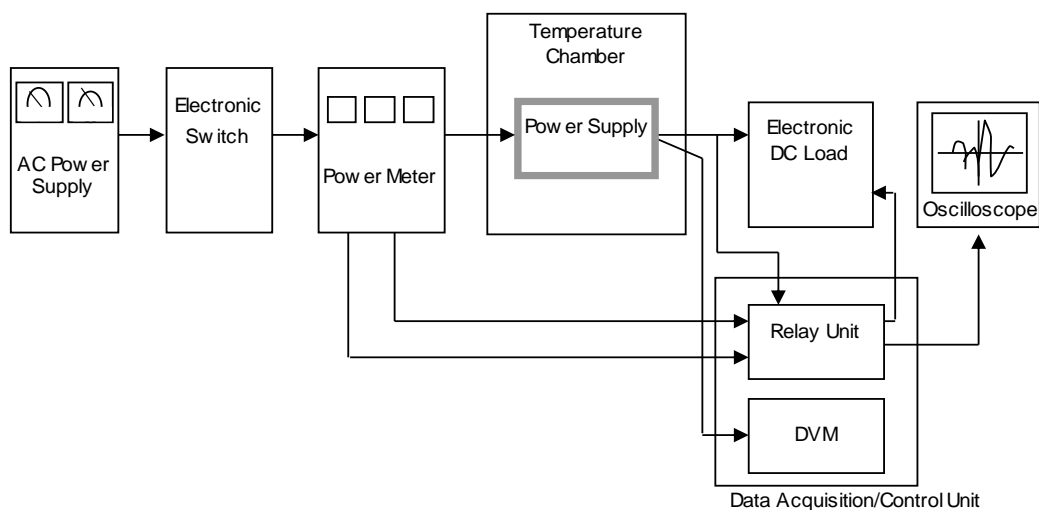 AC Power
Supply
Electronic
Switch
Power Meter
Temperature
Chamber
Power Supply
Electronic
DC Load
Oscilloscope
Relay Unit
DVM
Data Acquisition/Control Unit